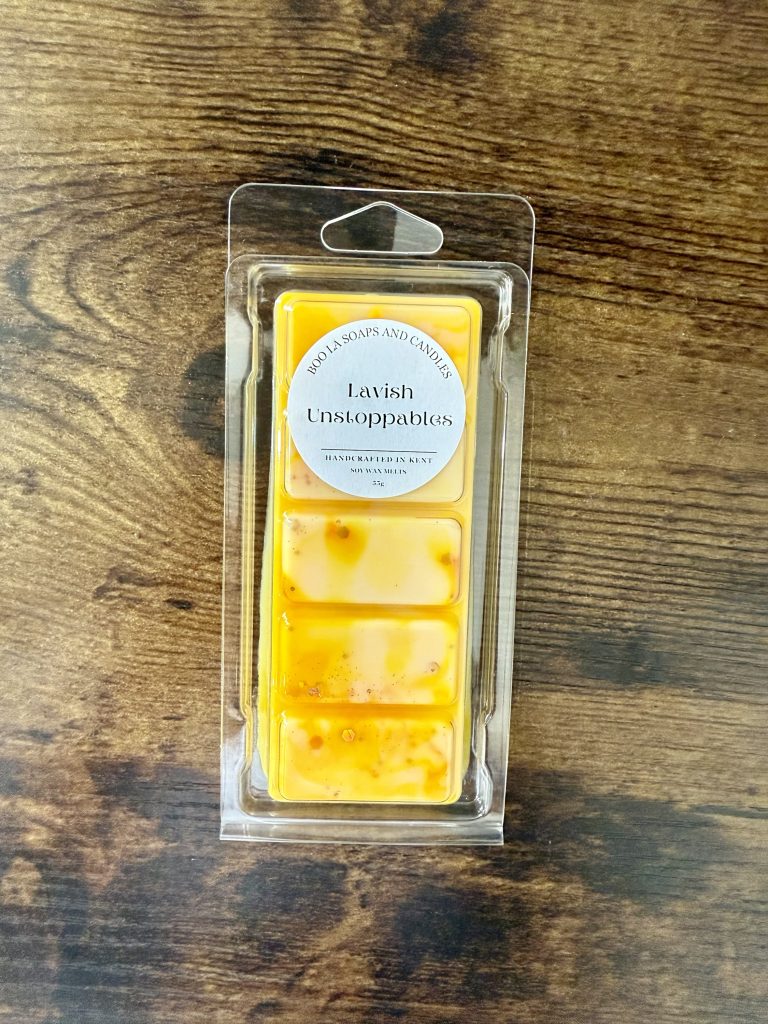 BOO LA SOAPS AND CANDLES
Lavish
Unstoppables
HANDCRAFTED IN KENT
SOY WAX MELTS
55g